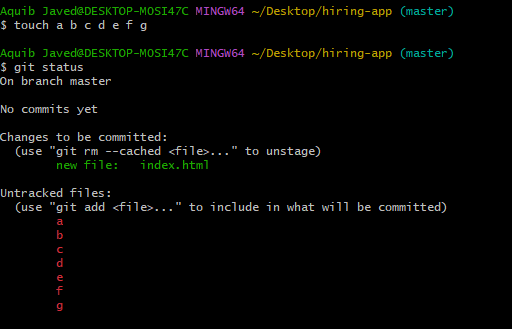 Aquib Javed@DESKTOP-MOSI47C MINGW64 ~/Desktop/hiring-app (master)
$ touch a b c d e f g
Aquib Javed@DESKTOP-MOSI47C MINGW64 ~/Desktop/hiring-app (master)
$ git status
On branch master
No commits yet
Changes to be committed:
  (use "git rm --cached <file>..." to unstage)
        new file:   index.html
Untracked files:
  (use "git add <file>..." to include in what will be committed)
        a
        b
        c
        d
        e
        f
        g